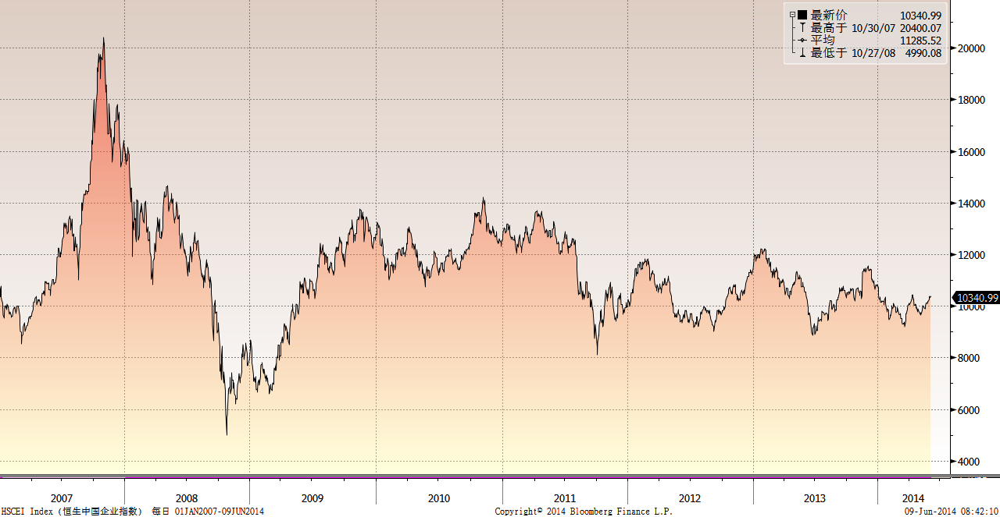 最新价 10340.99
最高于 10/30/07 20400.07
平均 11285.52
最低于 10/27/08 4990.08
20000
18000
16000
14000
12000
10340.99
10000
8000
6000
4000
2007 2008 2009 2010 2011 2012 2013 2014
HSCEI Index (恒生中国企业指数) 每日 01JAN2007-09JUN2014 Copyright© 2014 Bloomberg Finance L.P. 09-Jun-2014 08:42:10